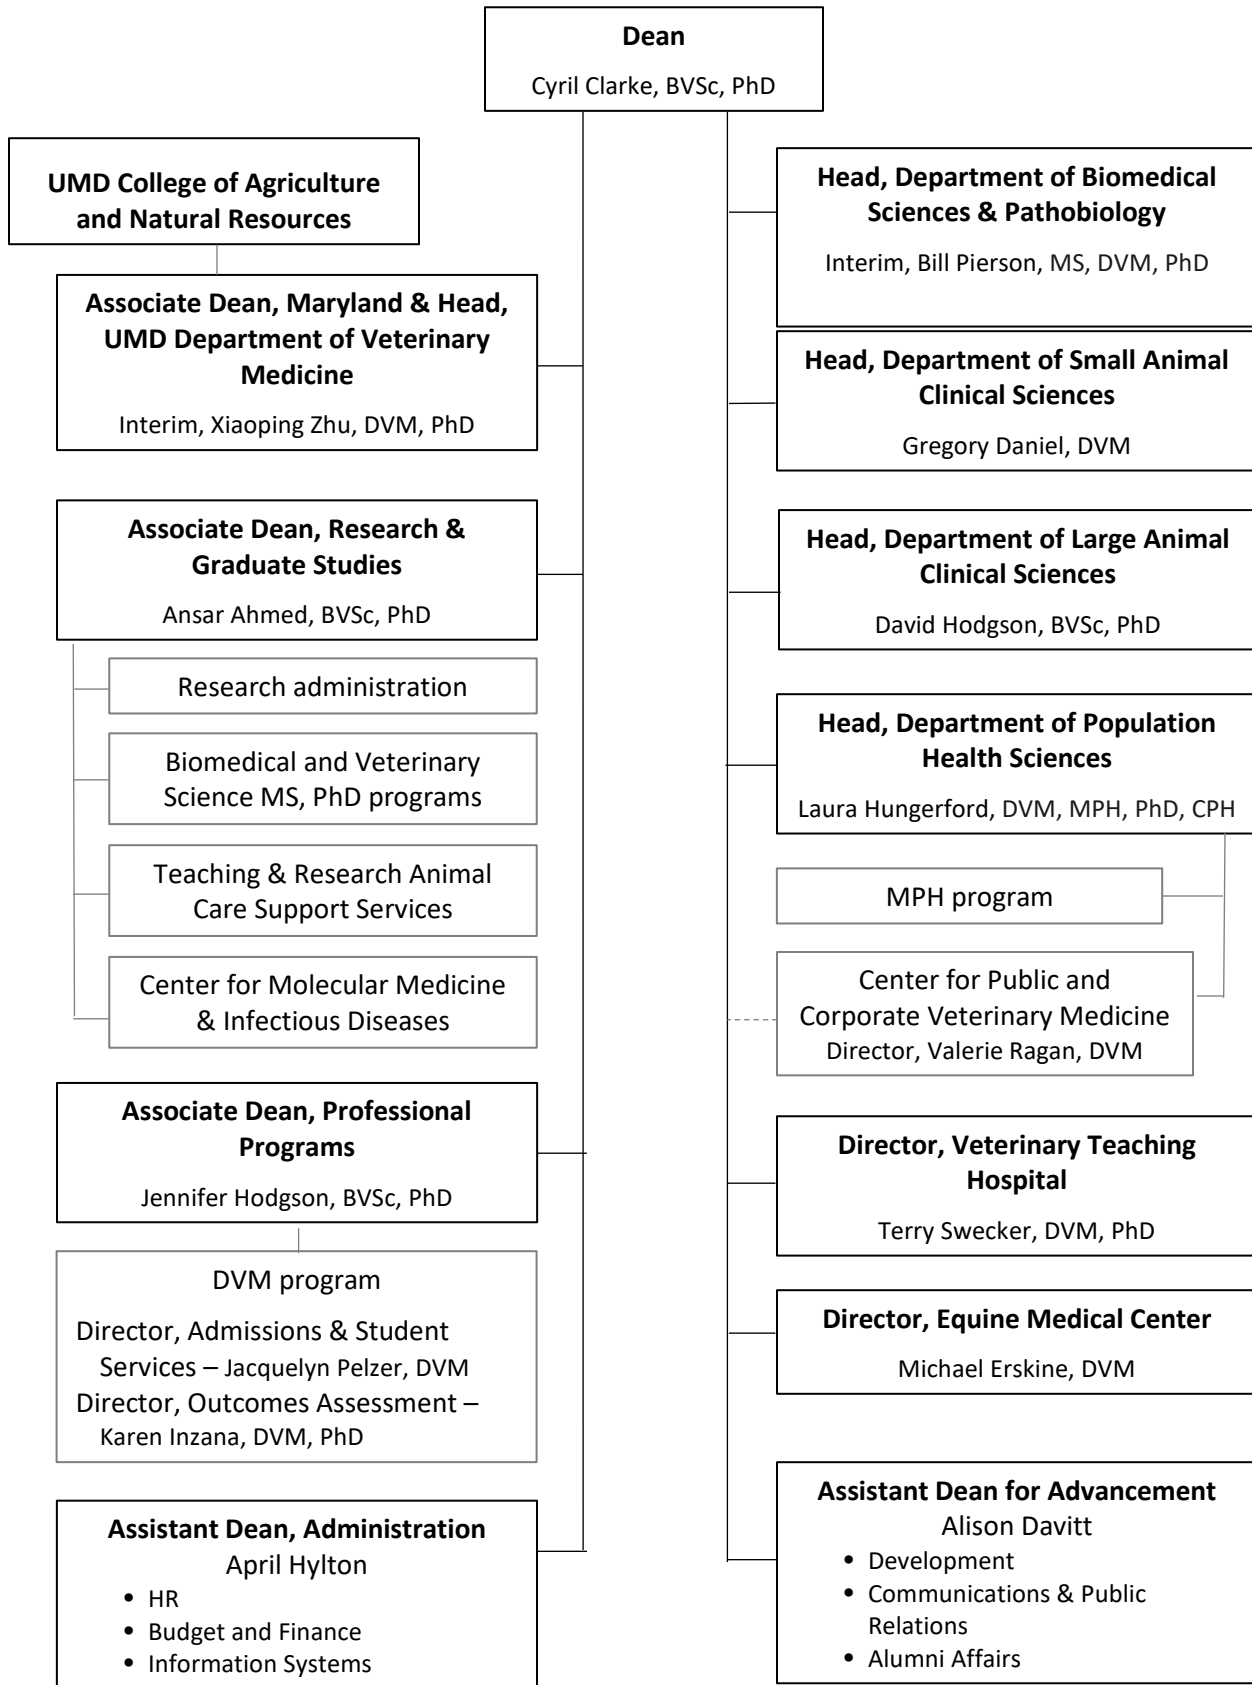 Dean
Cyril Clarke, BVSc, PhD
UMD College of Agriculture
and Natural Resources
Associate Dean, Maryland & Head,
UMD Department of Veterinary
Medicine
Interim, Xiaoping Zhu, DVM, PhD
Associate Dean, Research &
Graduate Studies
Ansar Ahmed, BVSc, PhD
Research administration
Biomedical and Veterinary
Science MS, PhD programs
Teaching & Research Animal
Care Support Services
Center for Molecular Medicine
& Infectious Diseases
Associate Dean, Professional
Programs
Jennifer Hodgson, BVSc, PhD
DVM program
Director, Admissions & Student
Services – Jacquelyn Pelzer, DVM
Director, Outcomes Assessment –
Karen Inzana, DVM, PhD
Assistant Dean, Administration
April Hylton
• HR
• Budget and Finance
• Information Systems
Head, Department of Biomedical
Sciences & Pathobiology
Interim, Bill Pierson, MS, DVM, PhD
Head, Department of Small Animal
Clinical Sciences
Gregory Daniel, DVM
Head, Department of Large Animal
Clinical Sciences
David Hodgson, BVSc, PhD
Head, Department of Population
Health Sciences
Laura Hungerford, DVM, MPH, PhD, CPH
MPH program
Center for Public and
Corporate Veterinary Medicine
Director, Valerie Ragan, DVM
Director, Veterinary Teaching
Hospital
Terry Swecker, DVM, PhD
Director, Equine Medical Center
Michael Erskine, DVM
Assistant Dean for Advancement
Alison Davitt
• Development
• Communications & Public
Relations
• Alumni Affairs